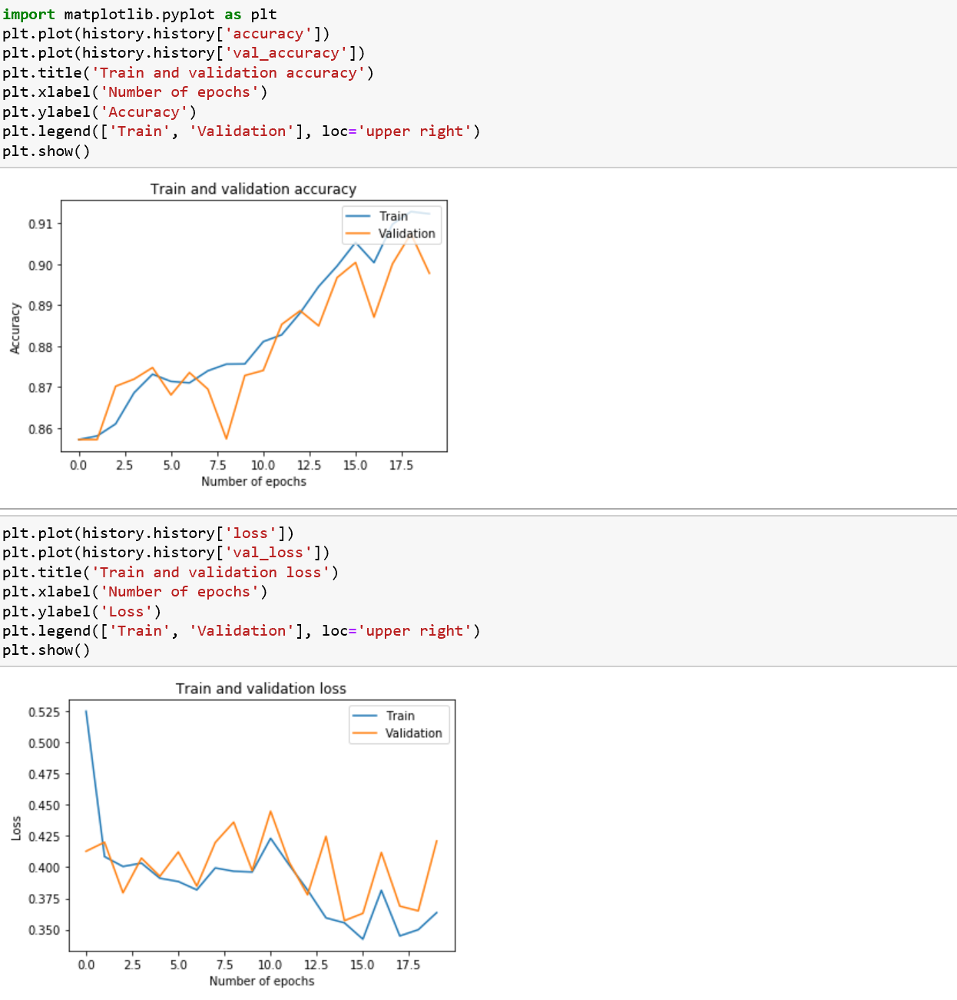 import matplotlib.pyplot as plt
plt.plot(history.history['accuracy'])
plt.plot(history.history['val_accuracy'])
plt.title('Train and validation accuracy')
plt.xlabel('Number of epochs')
plt.ylabel('Accuracy')
plt.legend(['Train', 'Validation'], loc='upper right')
plt.show()
Train and validation accuracy
Train
Validation
0.91
0.90
0.89
0.88
0.87
0.86
Accuracy
0.0 2.5 5.0 7.5 10.0 12.5 15.0 17.5
Number of epochs
plt.plot(history.history['loss'])
plt.plot(history.history['val_loss'])
plt.title('Train and validation loss')
plt.xlabel('Number of epochs')
plt.ylabel('Loss')
plt.legend(['Train', 'Validation'], loc='upper right')
plt.show()
Train and validation loss
Train
Validation
0.525
0.500
0.475
0.450
0.425
0.400
0.375
0.350
Loss
0.0 2.5 5.0 7.5 10.0 12.5 15.0 17.5
Number of epochs